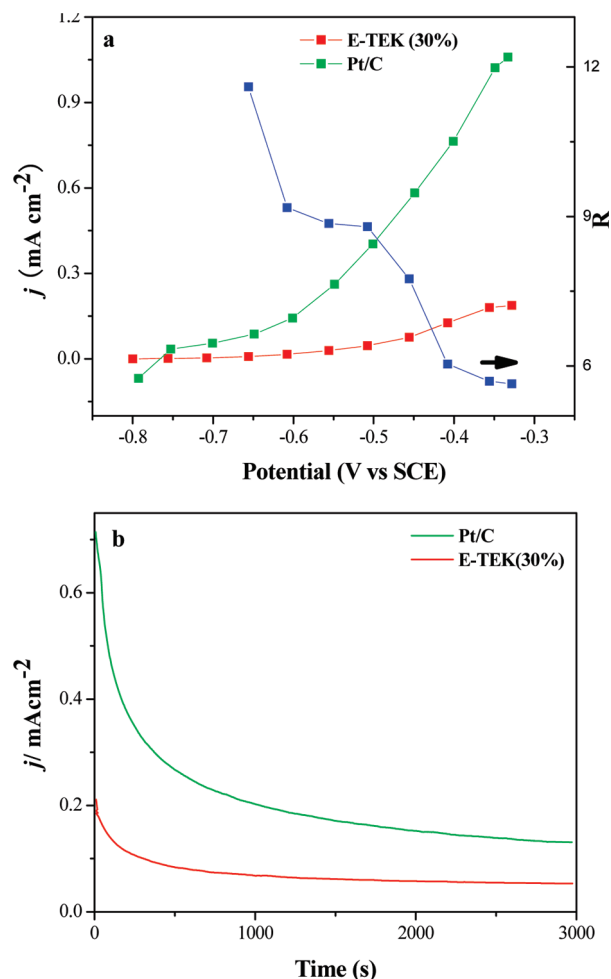 1.2
a
E-TEK (30%)
Pt/C
12
0.9
0.6
9
0.3
6
0.0
j (mA cm-2)
R
-0.8 -0.7 -0.6 -0.5 -0.4 -0.3
Potential (V vs SCE)
b
Pt/C
E-TEK(30%)
0.6
0.4
0.2
0.0
j/ mAcm-2
0 1000 2000 3000
Time (s)